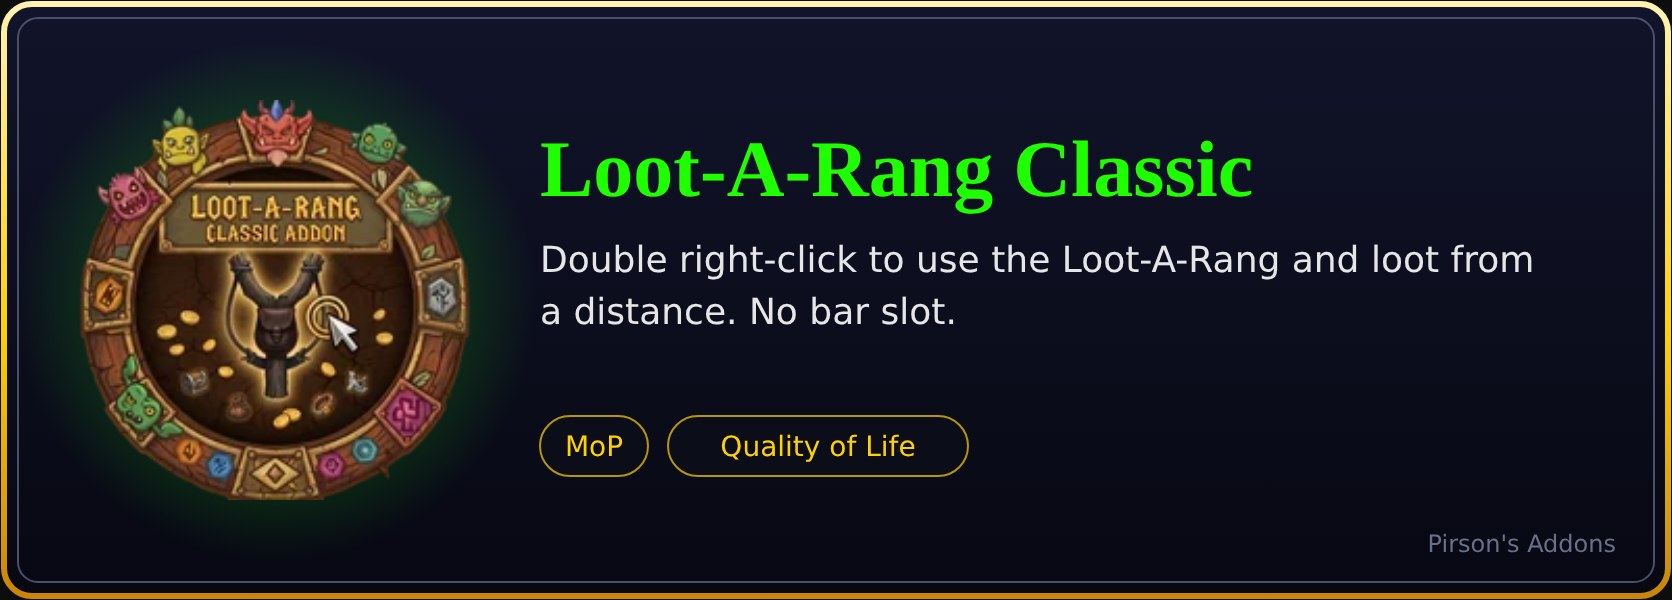 LOOT-A-RANG
CLASSIC ADDON
Loot-A-Rang Classic
Double right-click to use the Loot-A-Rang and loot from
a distance. No bar slot.
MoP
Quality of Life
Pirson's Addons